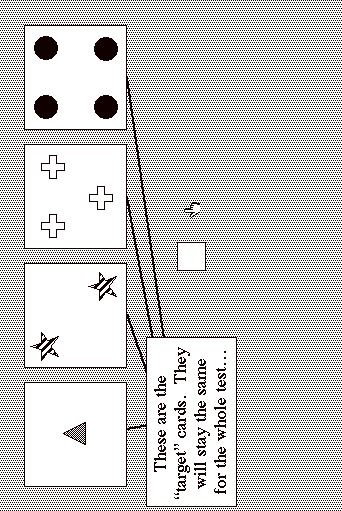 These are the
“target” cards. They
will stay the same
for the whole test…